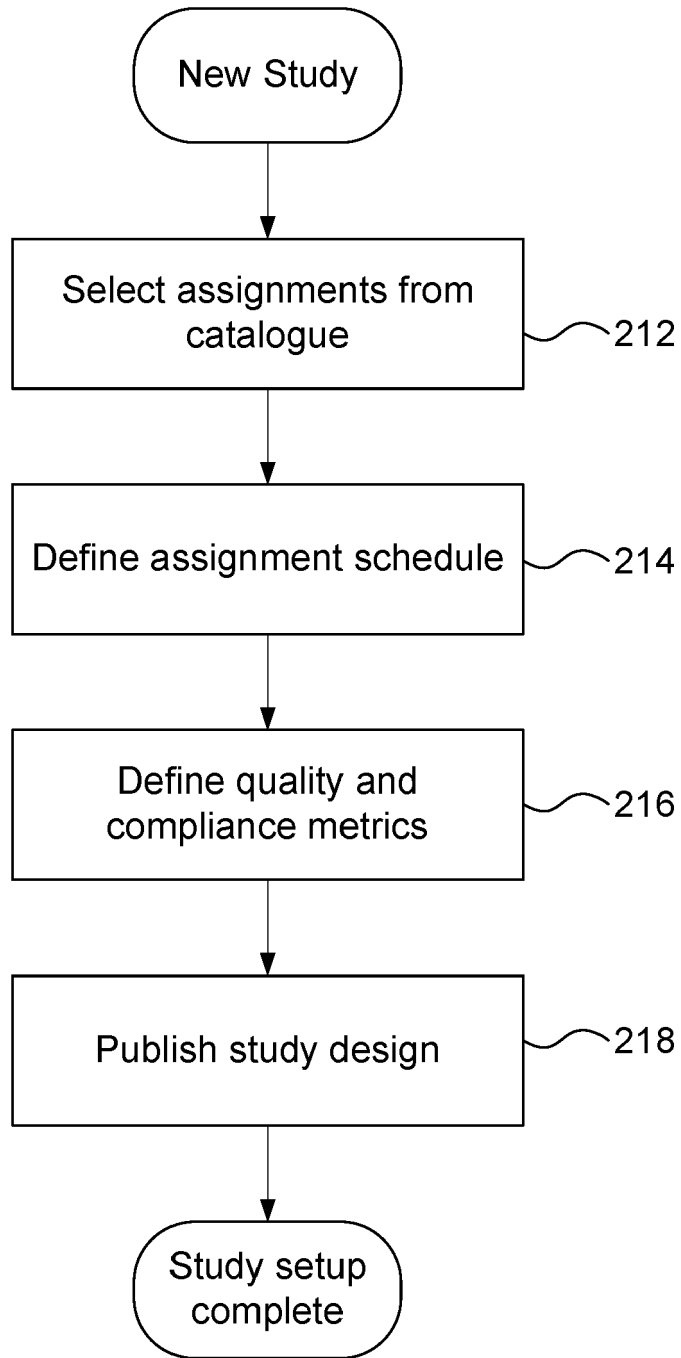 New Study
Select assignments from
catalogue
212
Define assignment schedule
214
Define quality and
compliance metrics
216
Publish study design
218
Study setup
complete